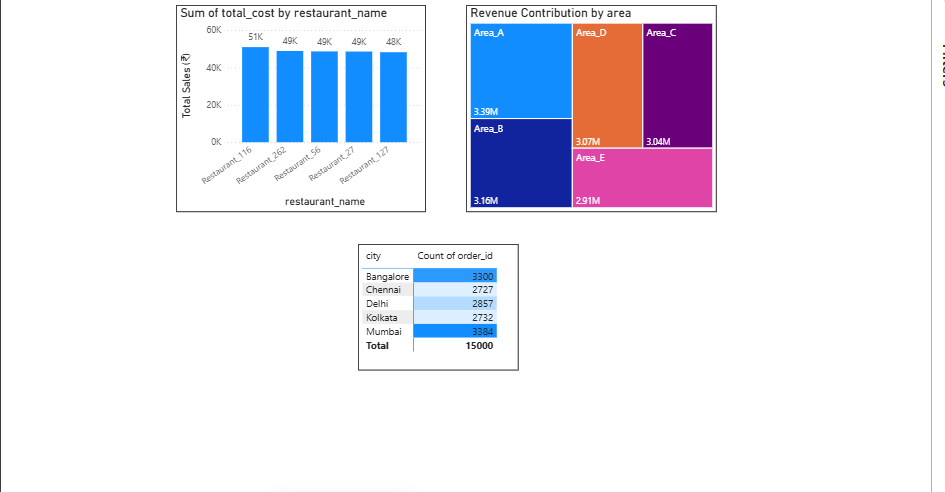 Sum of total_cost by restaurant_name
Total Sales (₹)
60K
40K
20K
0K
51K
49K
49K
49K
48K
Restaurant_116
Restaurant_262
Restaurant_56
Restaurant_27
Restaurant_127
restaurant_name
Revenue Contribution by area
Area_A
3.39M
Area_B
3.16M
Area_D
3.07M
Area_C
3.04M
Area_E
2.91M
city Count of order_id
Bangalore 3300
Chennai 2727
Delhi 2857
Kolkata 2732
Mumbai 3384
Total 15000